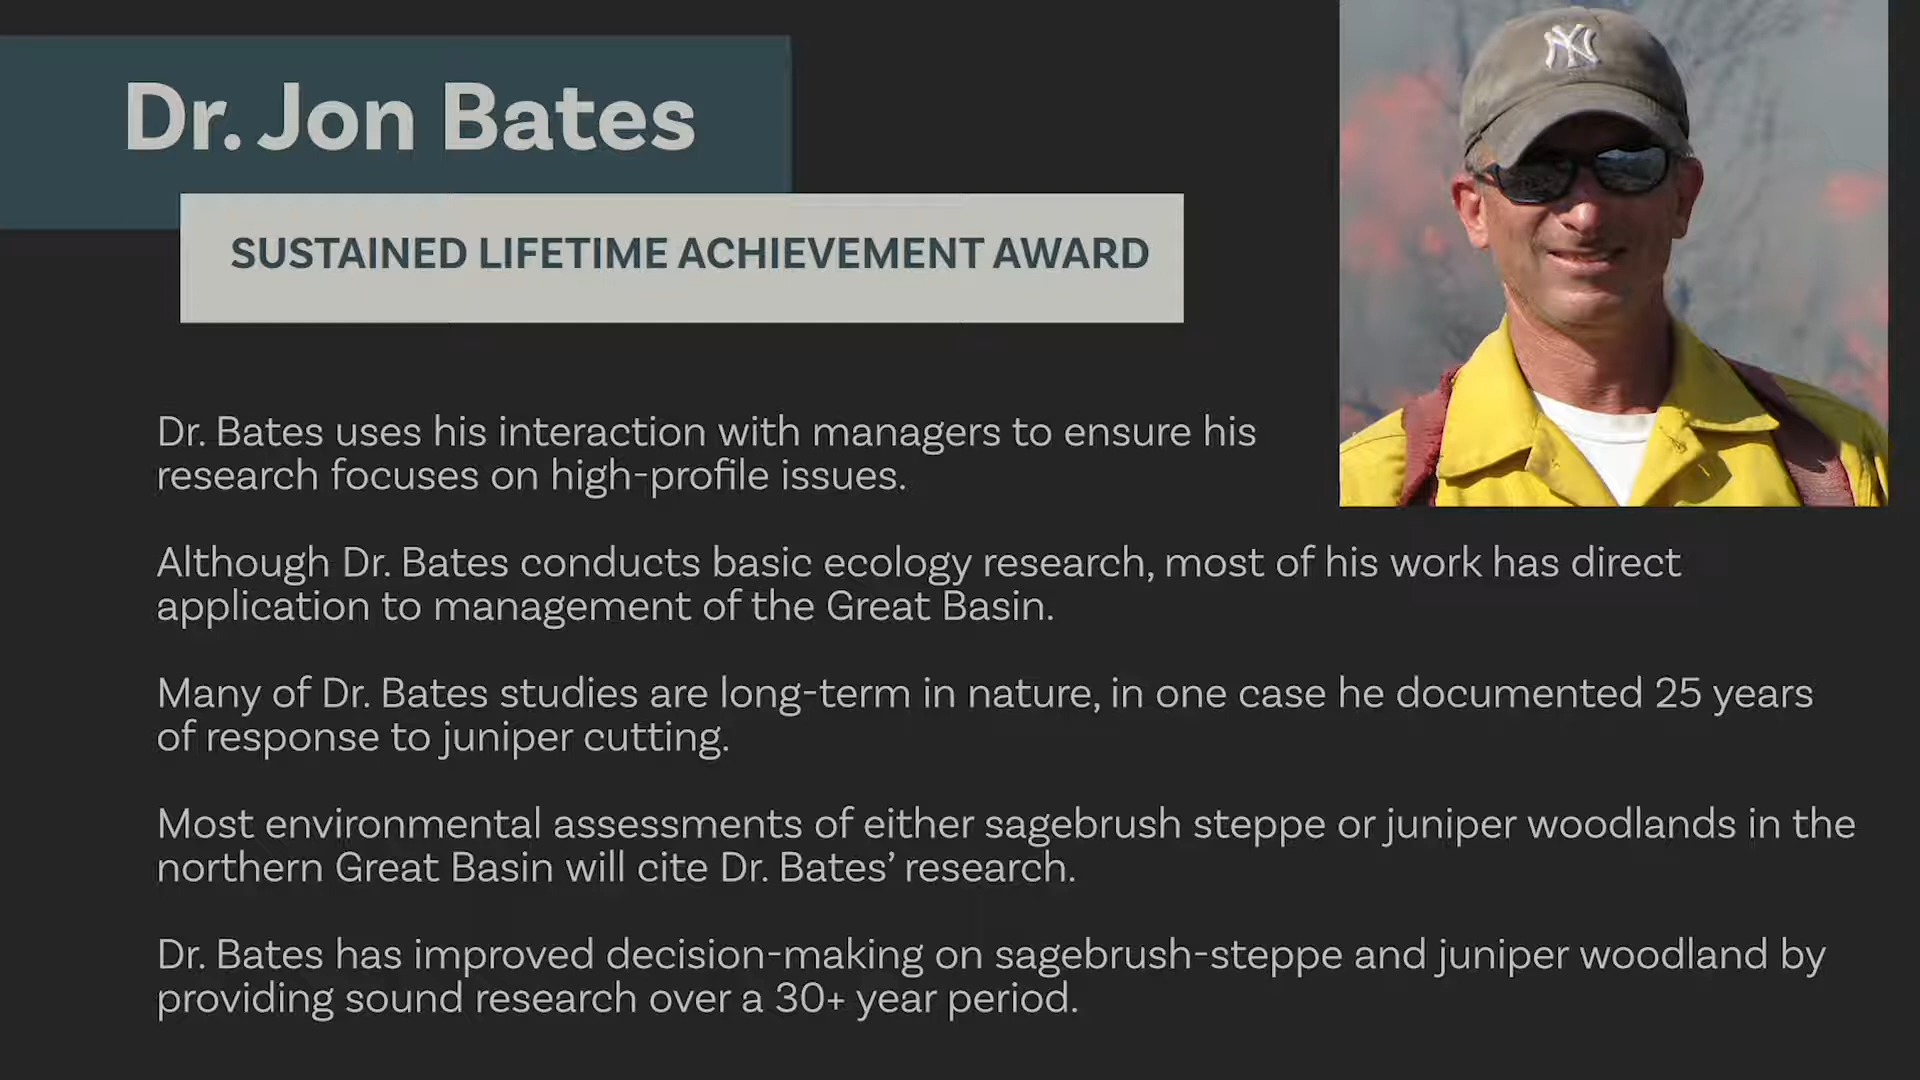 Dr. Jon Bates
SUSTAINED LIFETIME ACHIEVEMENT AWARD
NY
Dr. Bates uses his interaction with managers to ensure his
research focuses on high-profile issues.
Although Dr. Bates conducts basic ecology research, most of his work has direct
application to management of the Great Basin.
Many of Dr. Bates studies are long-term in nature, in one case he documented 25 years
of response to juniper cutting.
Most environmental assessments of either sagebrush steppe or juniper woodlands in the
northern Great Basin will cite Dr. Bates’ research.
Dr. Bates has improved decision-making on sagebrush-steppe and juniper woodland by
providing sound research over a 30+ year period.